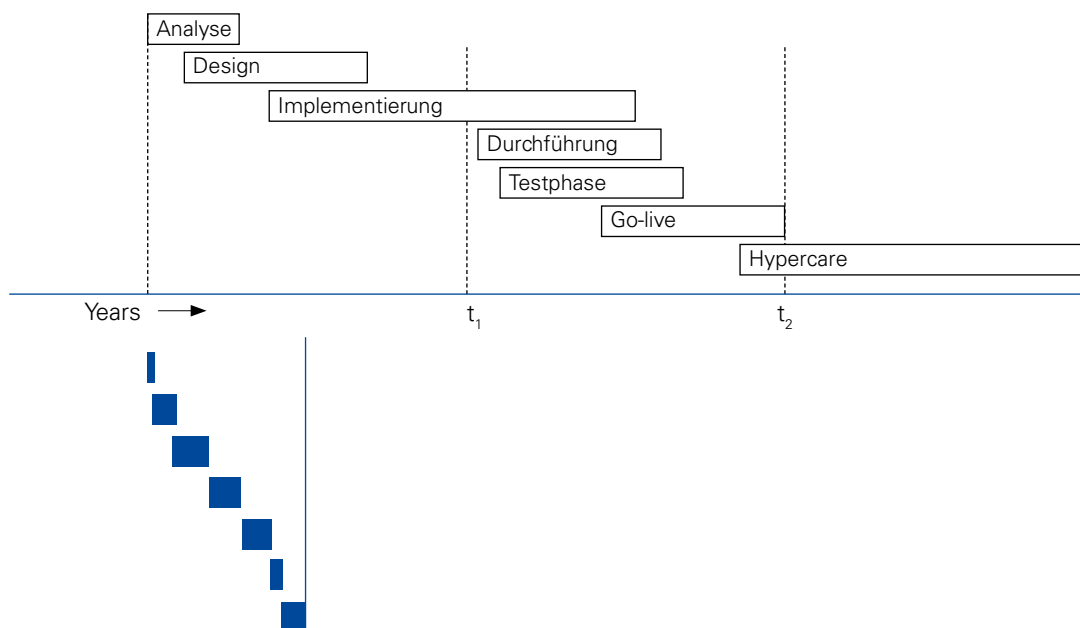 Analyse
Design
Implementierung
Durchführung
Testphase
Go-live
Hypercare
Years
t₁
t₂